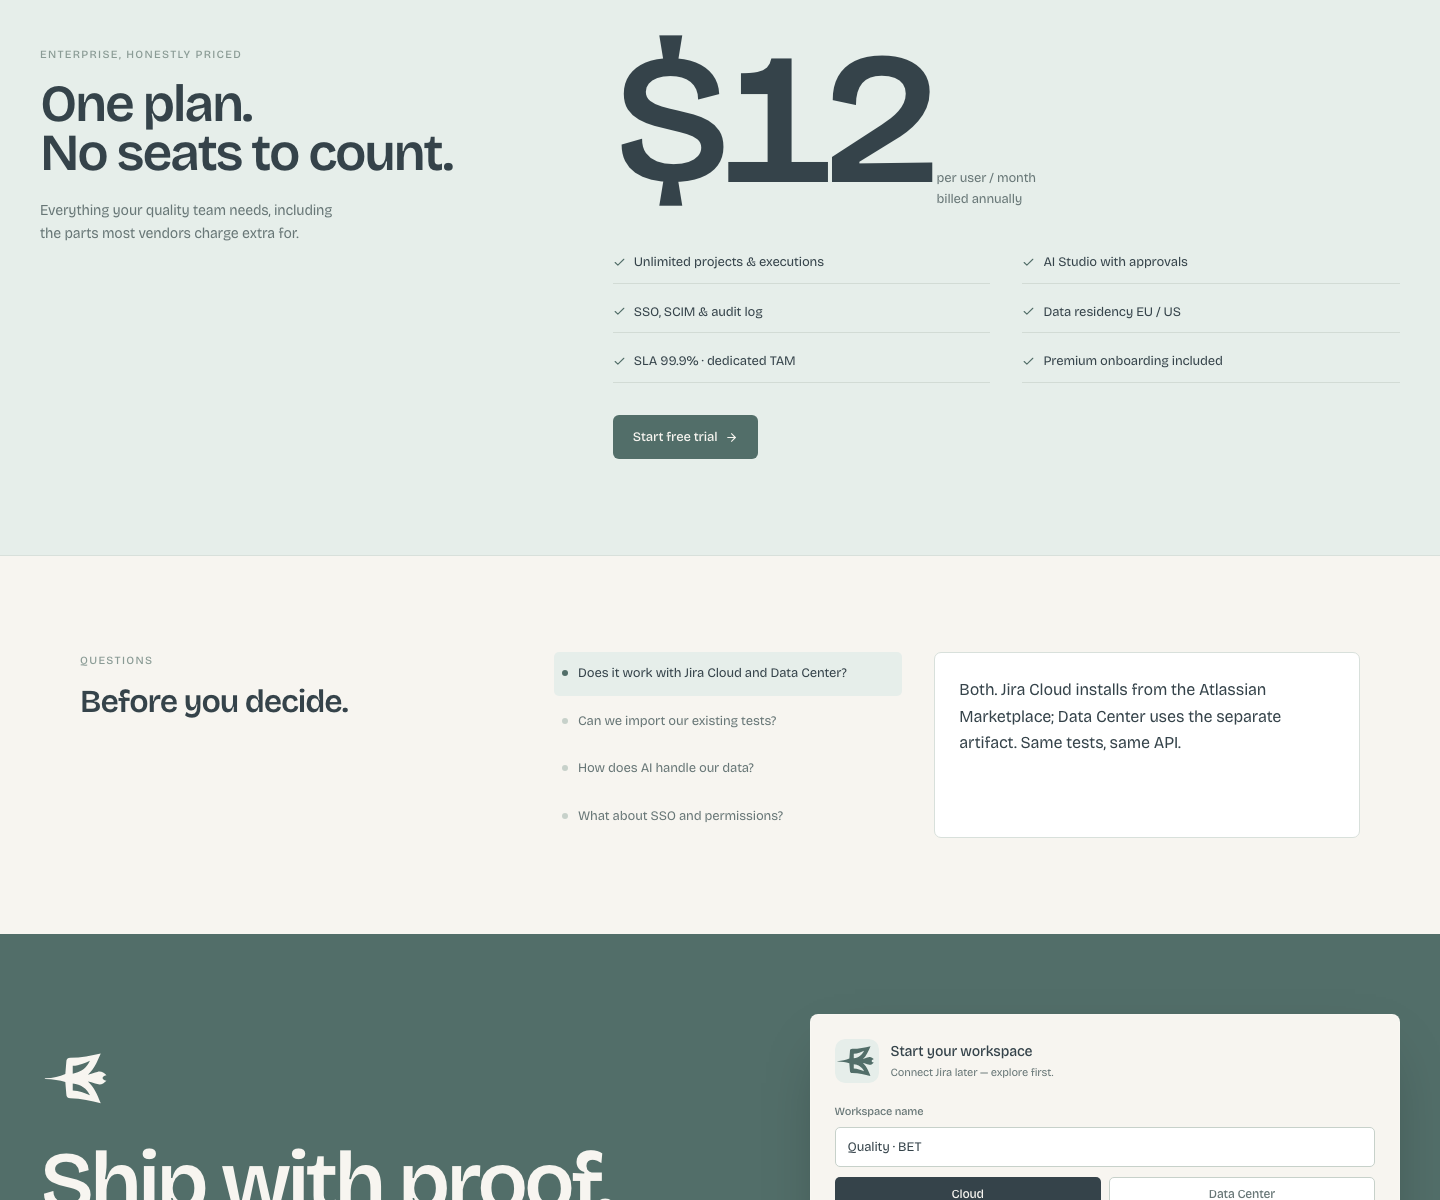 ENTERPRISE, HONESTLY PRICED
One plan.
No seats to count.
Everything your quality team needs, including
the parts most vendors charge extra for.
$12
per user / month
billed annually
Unlimited projects & executions
AI Studio with approvals
SSO, SCIM & audit log
Data residency EU / US
SLA 99.9% · dedicated TAM
Premium onboarding included
Start free trial →
QUESTIONS
Before you decide.
Does it work with Jira Cloud and Data Center?
Can we import our existing tests?
How does AI handle our data?
What about SSO and permissions?
Both. Jira Cloud installs from the Atlassian
Marketplace; Data Center uses the separate
artifact. Same tests, same API.
Ship with proof.
Start your workspace
Connect Jira later — explore first.
Workspace name
Quality · BET
Cloud
Data Center